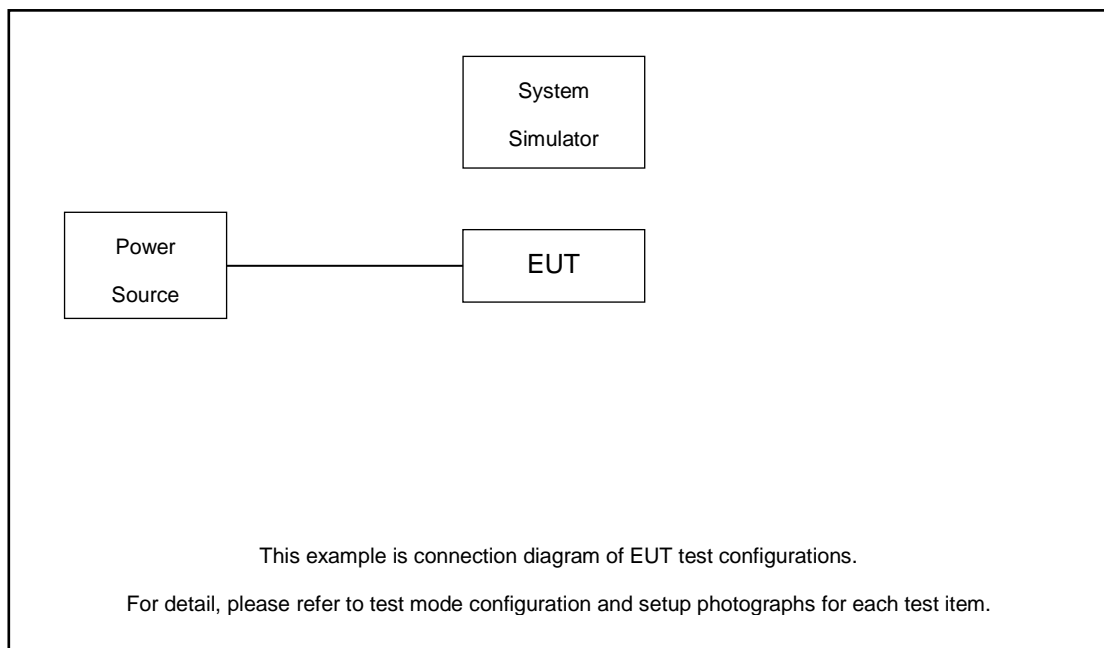 System
Simulator
Power
Source
EUT
This example is connection diagram of EUT test configurations.
For detail, please refer to test mode configuration and setup photographs for each test item.